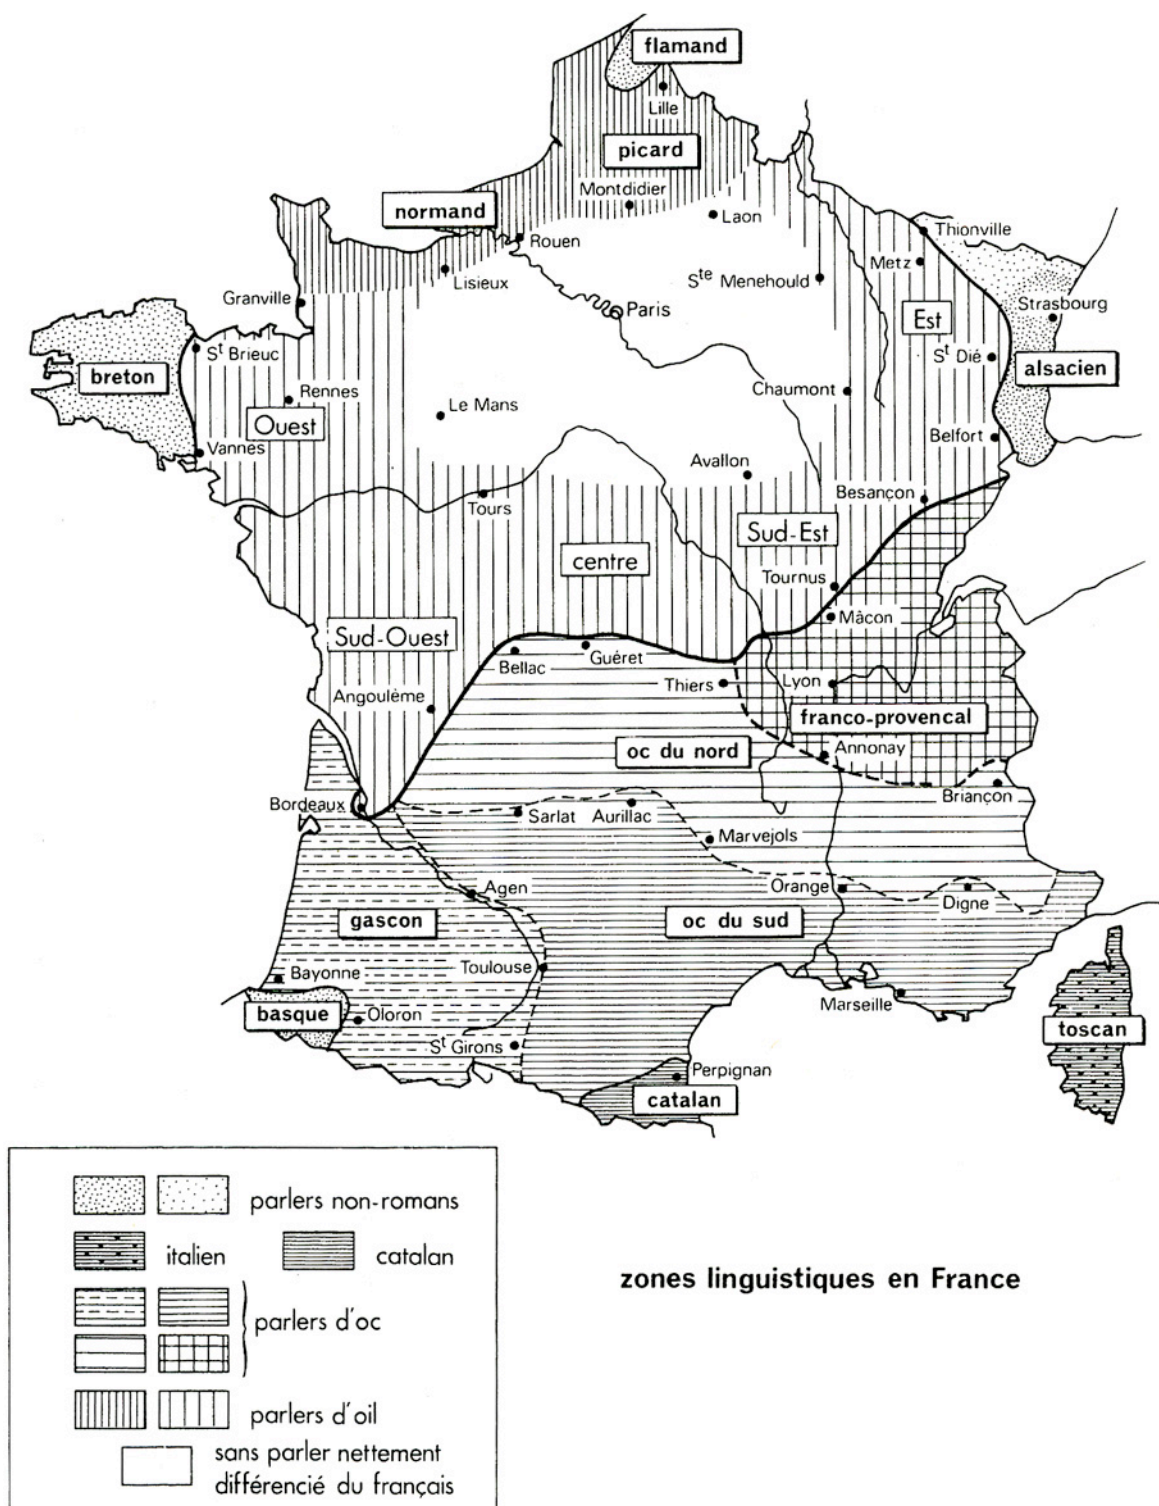 flamand
Lille
picard
Montdidier
normand
Laon
Rouen
Thionville
Metz
Lisieux
Ste Menehould
Granville
Paris
Strasbourg
Est
St Brieuc
St Dié
breton
alsacien
Rennes
Chaumont
Le Mans
Ouest
Vannes
Belfort
Avallon
Besançon
Tours
Sud-Est
centre
Tournus
Mâcon
Sud-Ouest
Bellac
Guéret
Thiers
Lyon
Angoulème
franco-provencal
oc du nord
Annonay
Briançon
Bordeaux
Sarlat
Aurillac
Marvejols
Agen
Orange
Digne
gascon
oc du sud
Bayonne
Toulouse
Marseille
basque
Oloron
toscan
St Girons
Perpignan
catalan
parlers non-romans
italien
catalan
zones linguistiques en France
parlers d'oc
parlers d'oil
sans parler nettement
différencié du français